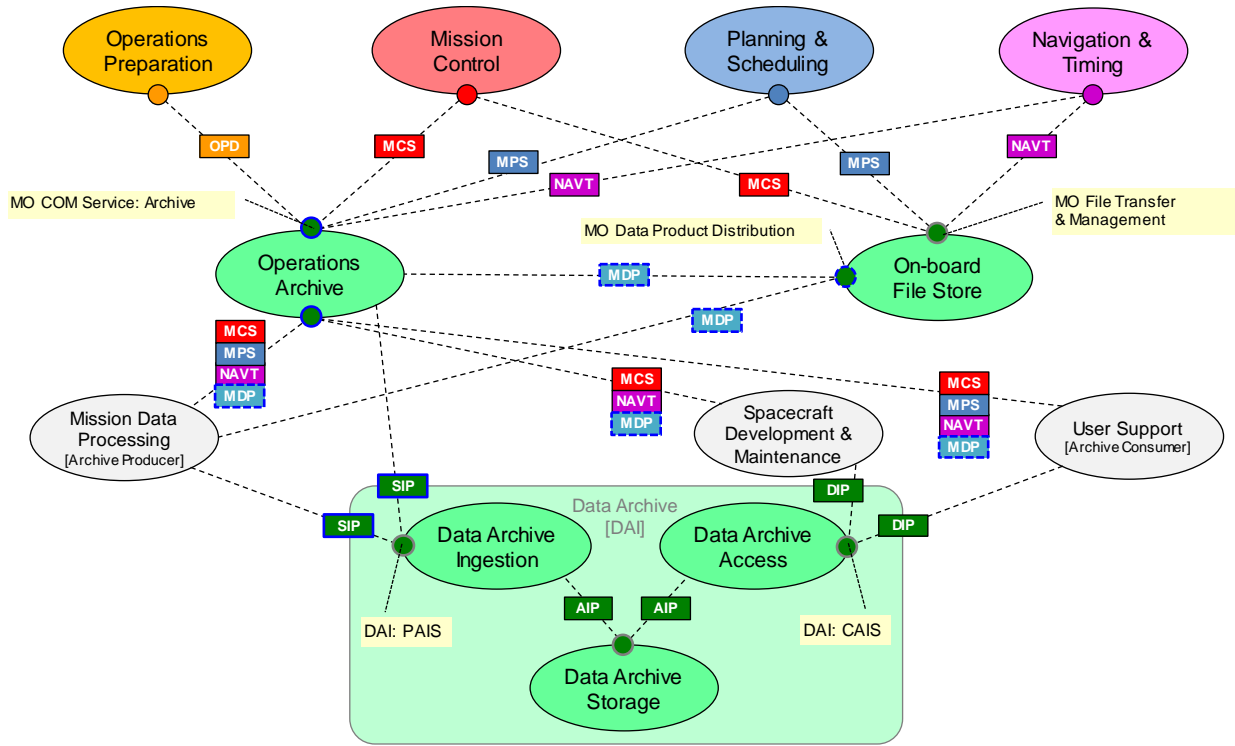 Operations
Preparation
Mission
Control
Planning &
Scheduling
Navigation &
Timing
OPD
MCS
MPS
NAVT
MCS
MPS
NAVT
MO COM Service: Archive
MO Data Product Distribution
MO File Transfer
& Management
Operations
Archive
MDP
On-board
File Store
MDP
MCS
MPS
NAVT
MDP
MCS
NAVT
MDP
MCS
MPS
NAVT
MDP
Mission Data
Processing
[Archive Producer]
Spacecraft
Development &
Maintenance
User Support
[Archive Consumer]
SIP
DIP
Data Archive
[DAI]
SIP
DIP
Data Archive
Ingestion
Data Archive
Access
AIP
AIP
DAI: PAIS
DAI: CAIS
Data Archive
Storage